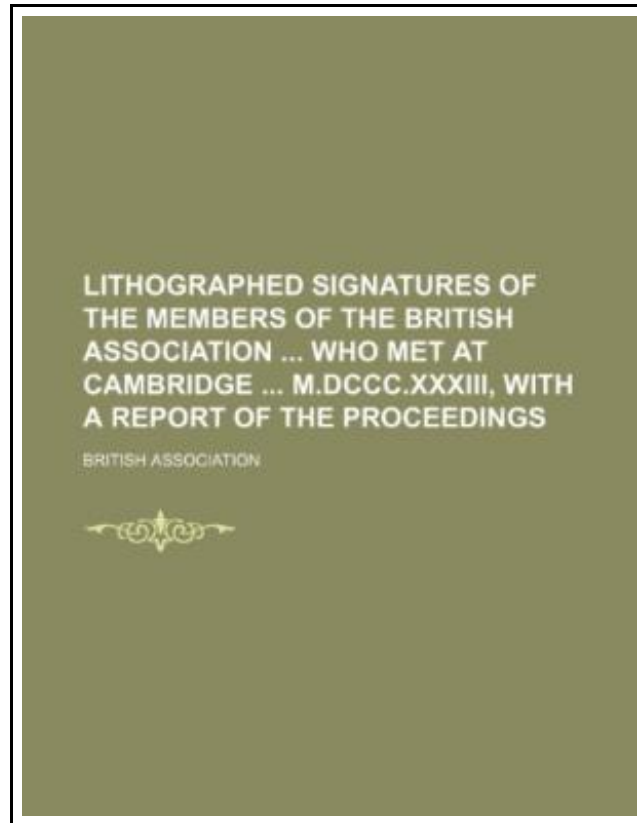 LITHOGRAPHED SIGNATURES OF
THE MEMBERS OF THE BRITISH
ASSOCIATION ... WHO MET AT
CAMBRIDGE ... M.DCCC.XXXIII, WITH
A REPORT OF THE PROCEEDINGS
BRITISH ASSOCIATION